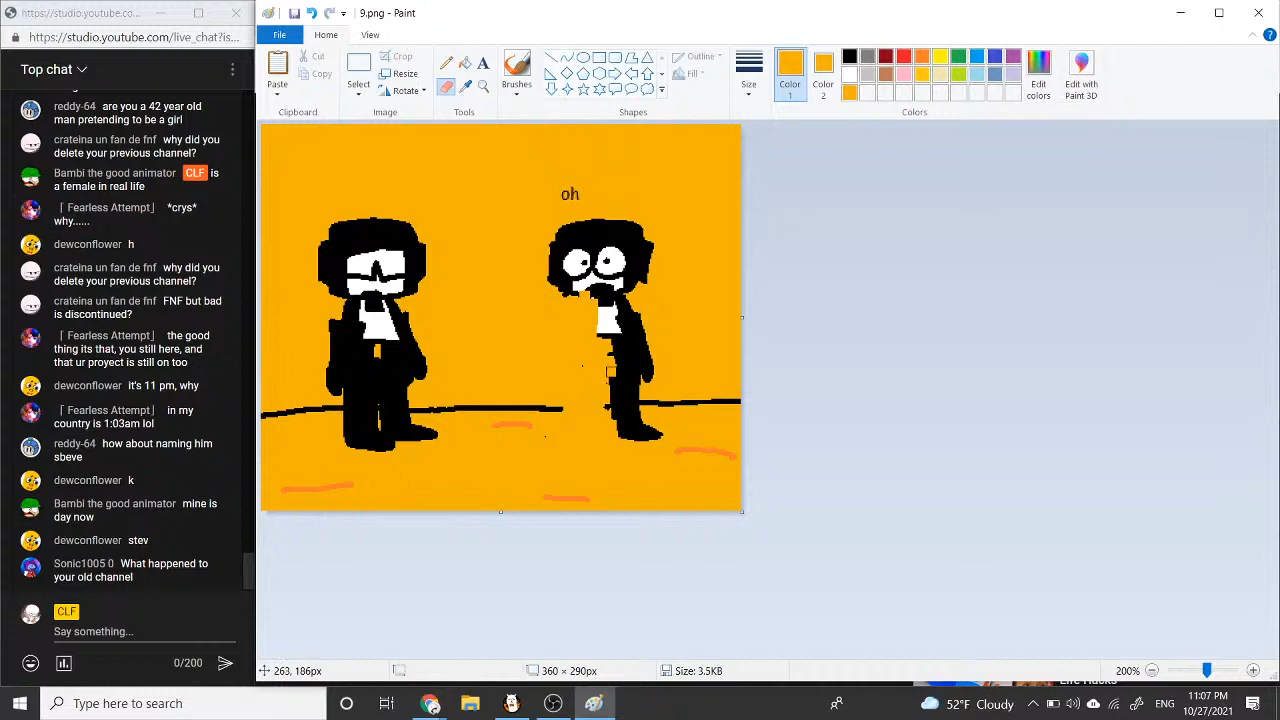 https://studio.youtube.com/live_chat?is_pc...
https://studio.youtube.com/live_chat?is...
Top chat
reddy-64 are you a 42 year old
man pretending to be a girl
crateina un fan de fnf why did you
delete your previous channel?
Bambi the good animator CLF is
a female in real life
「 Fearless Attempt」 *crys*
why......
dewconflower h
crateina un fan de fnf why did you
delete your previous channel?
crateina un fan de fnf FNF but bad
is discontinued?
「 Fearless Attempt」 the good
thing its that, you still here, and
that ur proyect is still on too
dewconflower it's 11 pm, why
「 Fearless Attempt」 in my
country is 1:03am lol
reddy-64 how about naming him
sbeve
dewconflower k
Bambi the good animator mine is
day now
dewconflower stev
Sonic1005 0 What happened to
your old channel
CLF
Say something...
0/200
9.png - Paint
File
Home
View
Paste
Cut
Copy
Clipboard
Select
Crop
Resize
Rotate
Image
A
Tools
Brushes
Outline
Fill
Shapes
Size
Color
1
Color
2
Edit
colors
Edit with
Paint 3D
Colors
oh
263, 186px
360 × 290px
Size: 3.5KB
200%
Life Hacks
Type here to search
52°F Cloudy
ENG
11:07 PM
10/27/2021